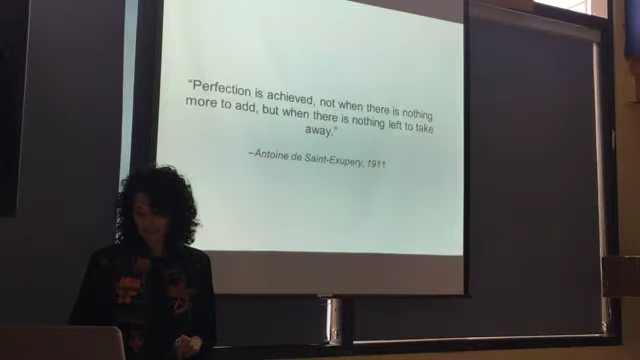 “Perfection is achieved, not when there is nothing
more to add, but when there is nothing left to take
away.”
–Antoine de Saint-Exupery, 1911